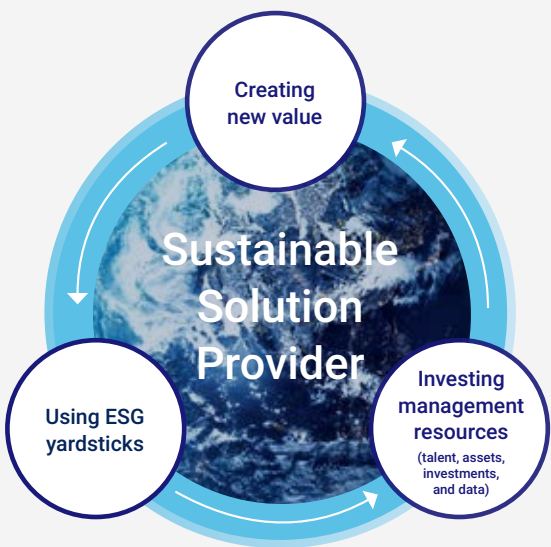 Creating
new value
Sustainable
Solution
Provider
Using ESG
yardsticks
Investing
management
resources
(talent, assets,
investments,
and data)